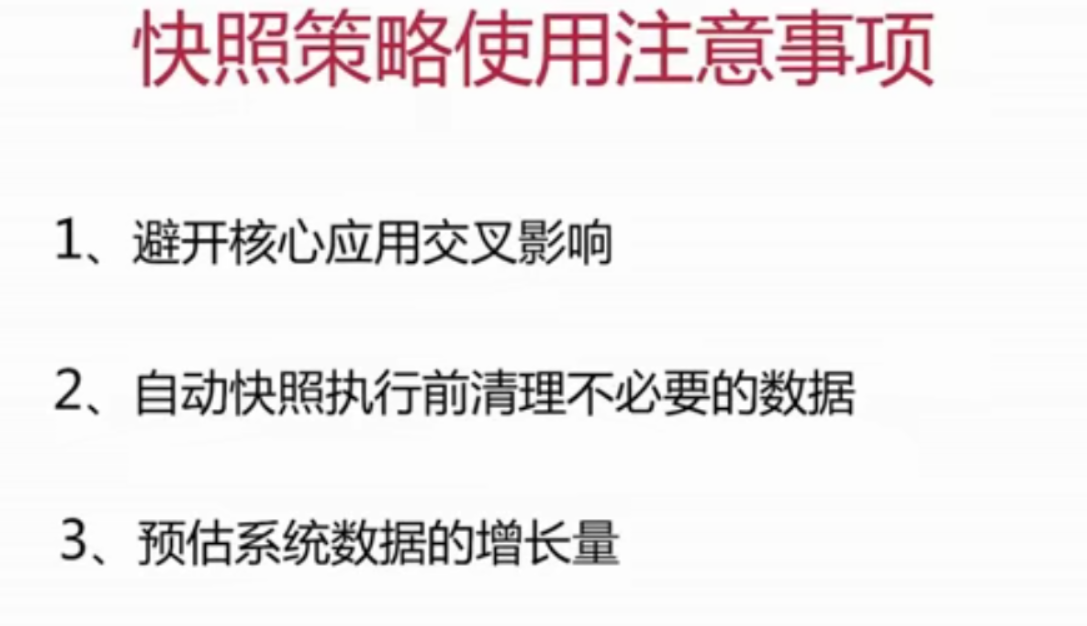 快照策略使用注意事项
1、避开核心应用交叉影响
2、自动快照执行前清理不必要的数据
3、预估系统数据的增长量